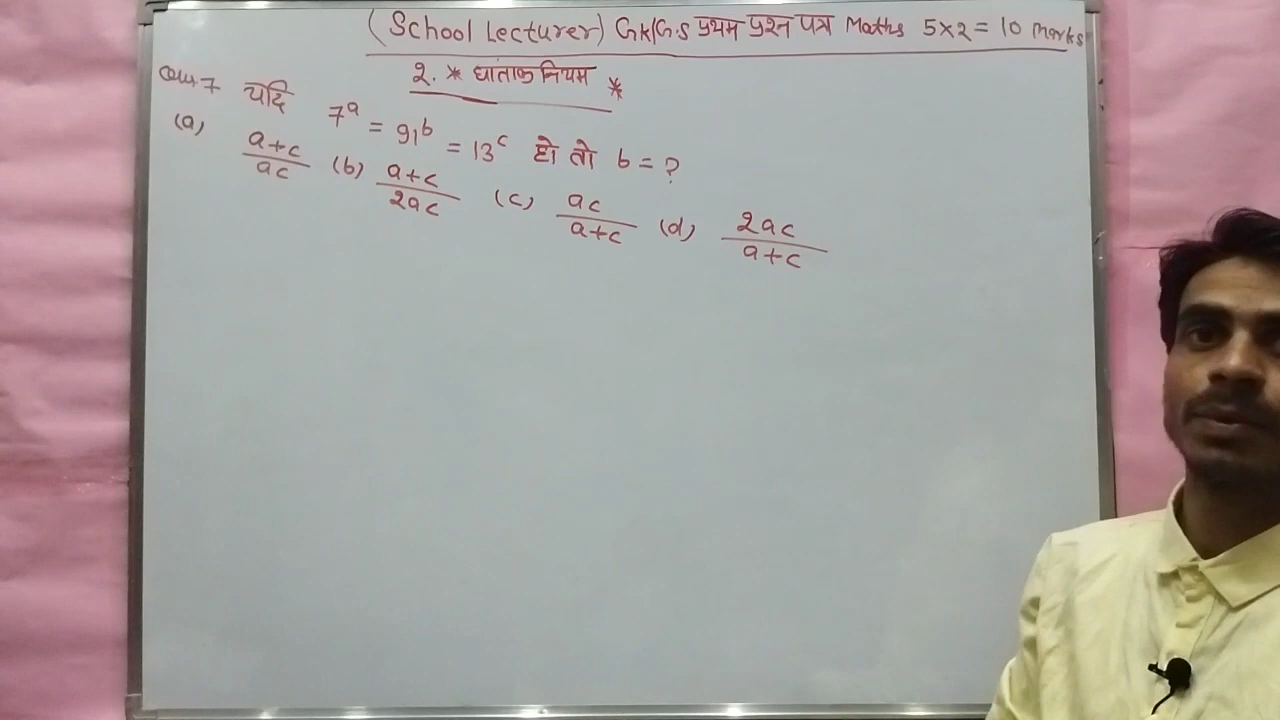 (School Lecturer) GK/G.S प्रथम प्रश्न पत्र Maths 5×2 = 10 Marks
2. * घांताक नियम *
Ques 7 यदि 7^a = 91^b = 13^c हो तो b = ?
(a) a+c/ac (b) a+c/2ac (c) ac/a+c (d) 2ac/a+c